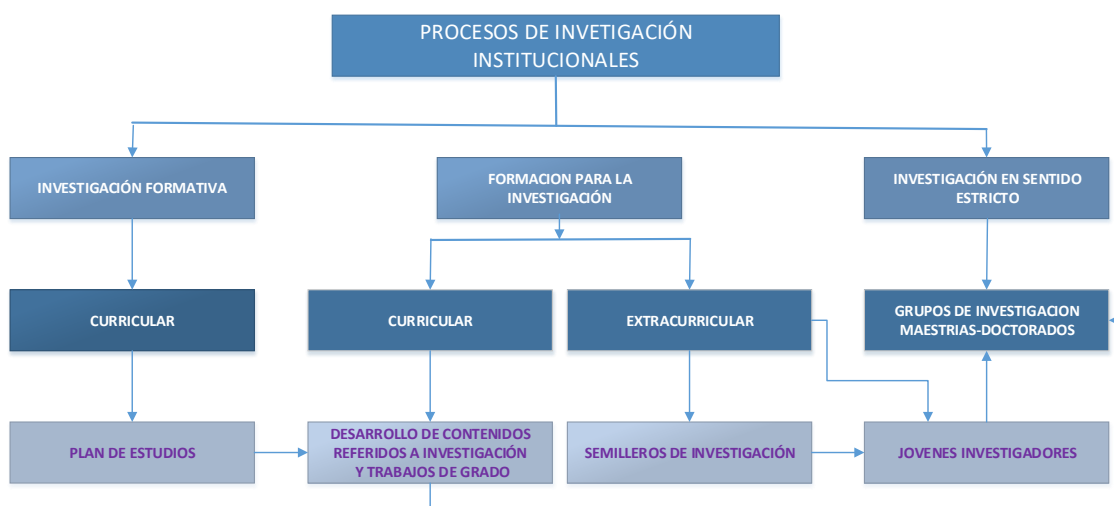 PROCESOS DE INVETIGACIÓN
INSTITUCIONALES
INVESTIGACIÓN FORMATIVA
FORMACION PARA LA
INVESTIGACIÓN
INVESTIGACIÓN EN SENTIDO
ESTRICTO
CURRICULAR
CURRICULAR
EXTRACURRICULAR
GRUPOS DE INVESTIGACION
MAESTRIAS-DOCTORADOS
PLAN DE ESTUDIOS
DESARROLLO DE CONTENIDOS
REFERIDOS A INVESTIGACIÓN
Y TRABAJOS DE GRADO
SEMILLEROS DE INVESTIGACIÓN
JOVENES INVESTIGADORES